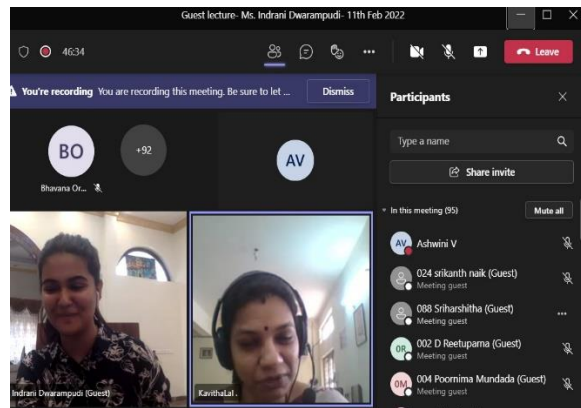 Guest lecture- Ms. Indrani Dwarampudi- 11th Feb 2022
46:34
Leave
You're recording You are recording this meeting. Be sure to let ...
Dismiss
BO
Bhavana Or...
+92
AV
Indrani Dwarampudi (Guest)
KavithaLal .
Participants
Type a name
Share invite
In this meeting (95)
Mute all
AV
Ashwini V
024 srikanth naik (Guest)
Meeting guest
088 Sriharshitha (Guest)
Meeting guest
0R
002 D Reetuparna (Guest)
Meeting guest
0M
004 Poornima Mundada (Guest)
Meeting guest